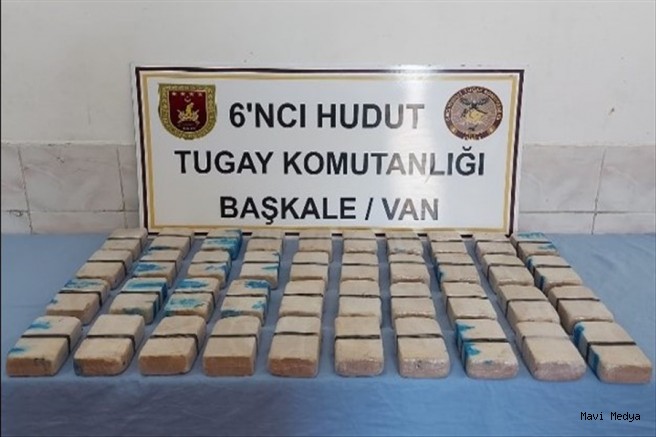 6'NCI HUDUT
TUGAY KOMUTANLIĞI
BAŞKALE / VAN
Mavi Medya